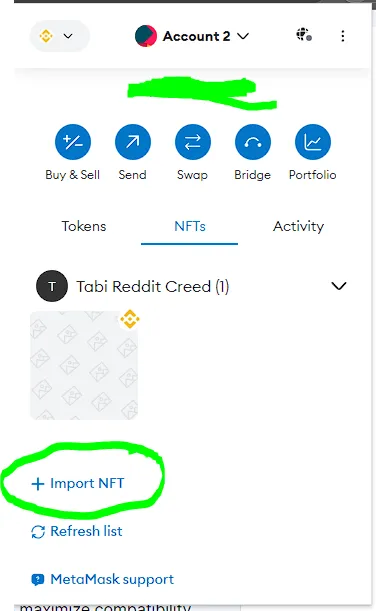 Account 2
Buy & Sell
Send
Swap
Bridge
Portfolio
Tokens
NFTs
Activity
T
Tabi Reddit Creed (1)
Import NFT
Refresh list
MetaMask support
maximize compatibility